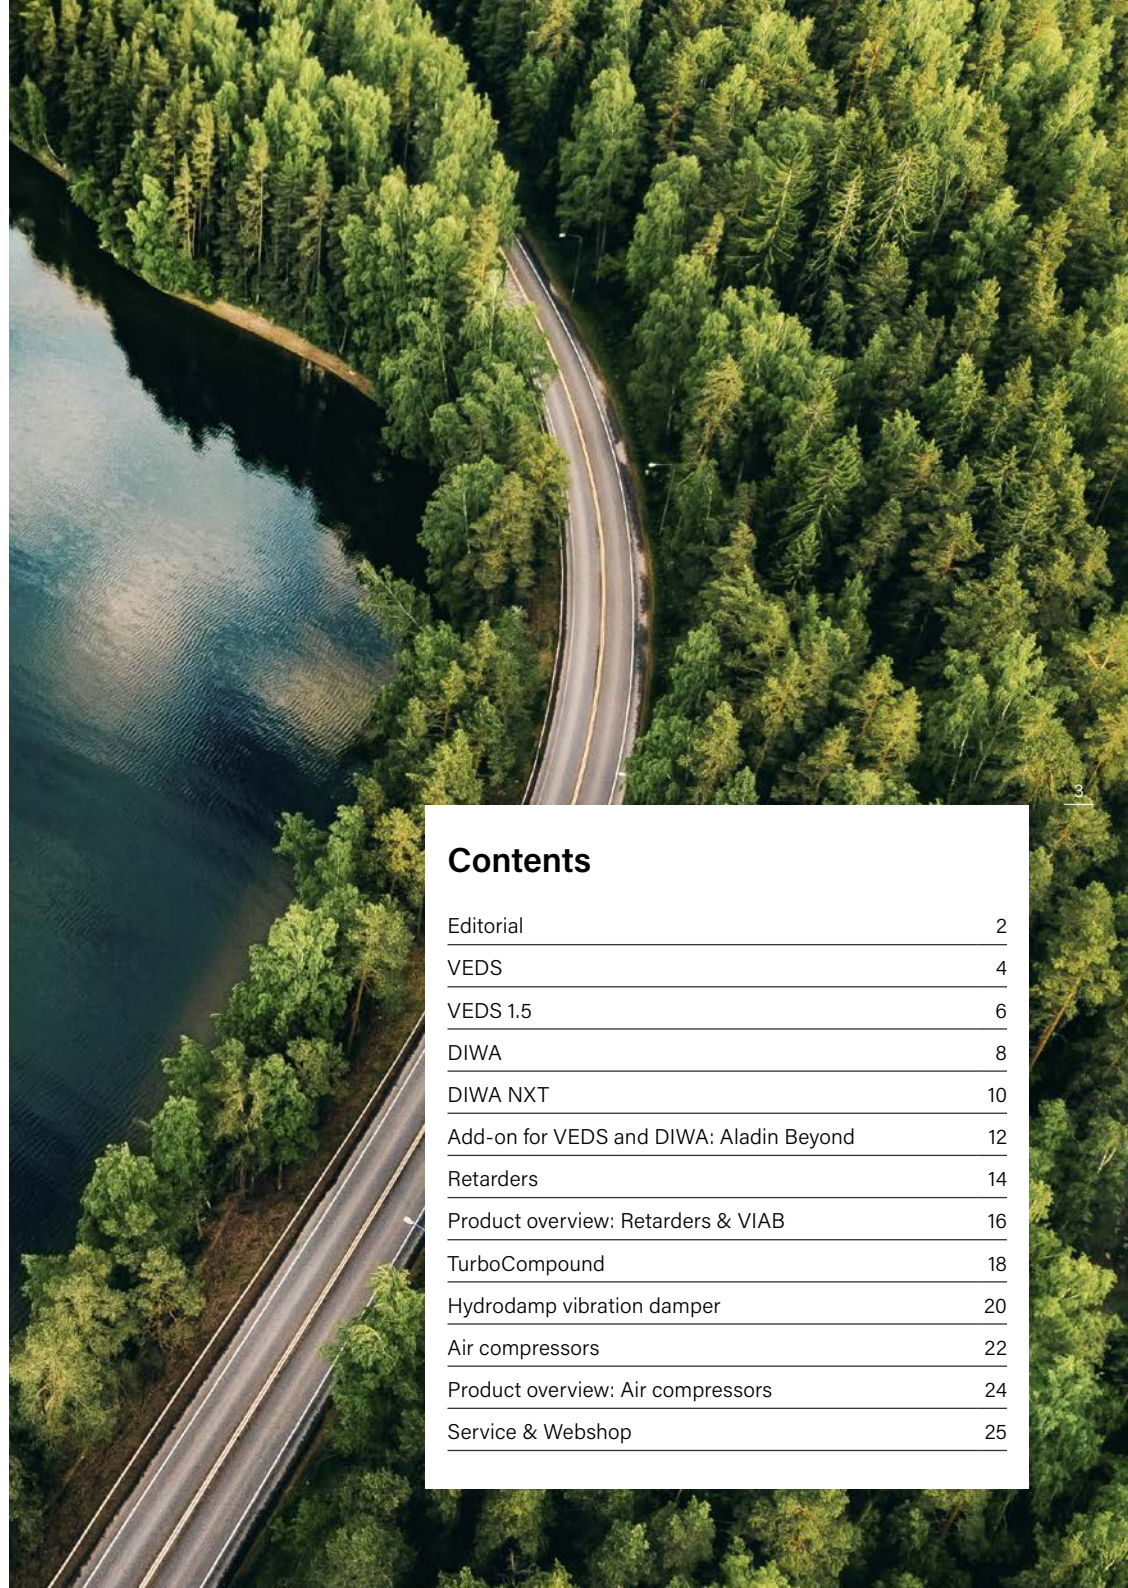 3
Contents
Editorial 2
VEDS 4
VEDS 1.5 6
DIWA 8
DIWA NXT 10
Add-on for VEDS and DIWA: Aladin Beyond 12
Retarders 14
Product overview: Retarders & VIAB 16
TurboCompound 18
Hydrodamp vibration damper 20
Air compressors 22
Product overview: Air compressors 24
Service & Webshop 25